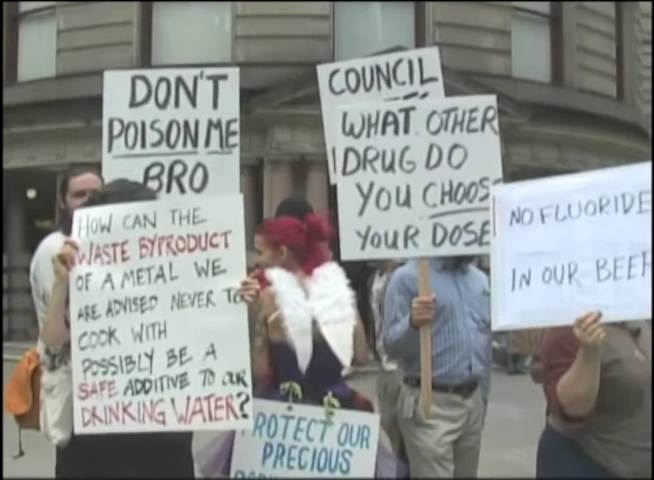 DON'T
POISON ME
BRO
COUNCIL
WHAT OTHER
DRUG DO
YOU CHOOS
YOUR DOSE
HOW CAN THE
WASTE BYPRODUCT
OF A METAL WE
ARE ADVISED NEVER TO
COOK WITH
POSSIBLY BE A
SAFE ADDITIVE TO OUR
DRINKING WATER?
NO FLUORIDE
IN OUR BEER
PROTECT OUR
PRECIOUS